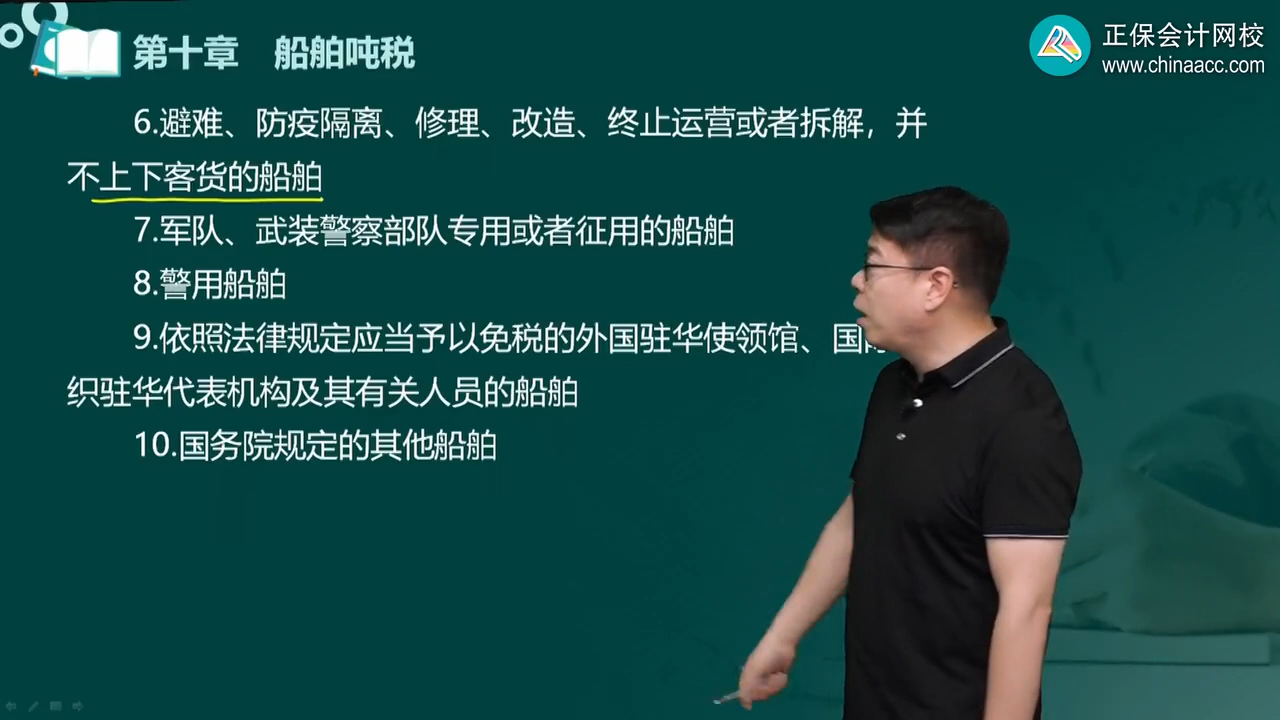 第十章 船舶吨税
正保会计网校
www.chinaacc.com
6.避难、防疫隔离、修理、改造、终止运营或者拆解，并
不上下客货的船舶
7.军队、武装警察部队专用或者征用的船舶
8.警用船舶
9.依照法律规定应当予以免税的外国驻华使领馆、国
织驻华代表机构及其有关人员的船舶
10.国务院规定的其他船舶